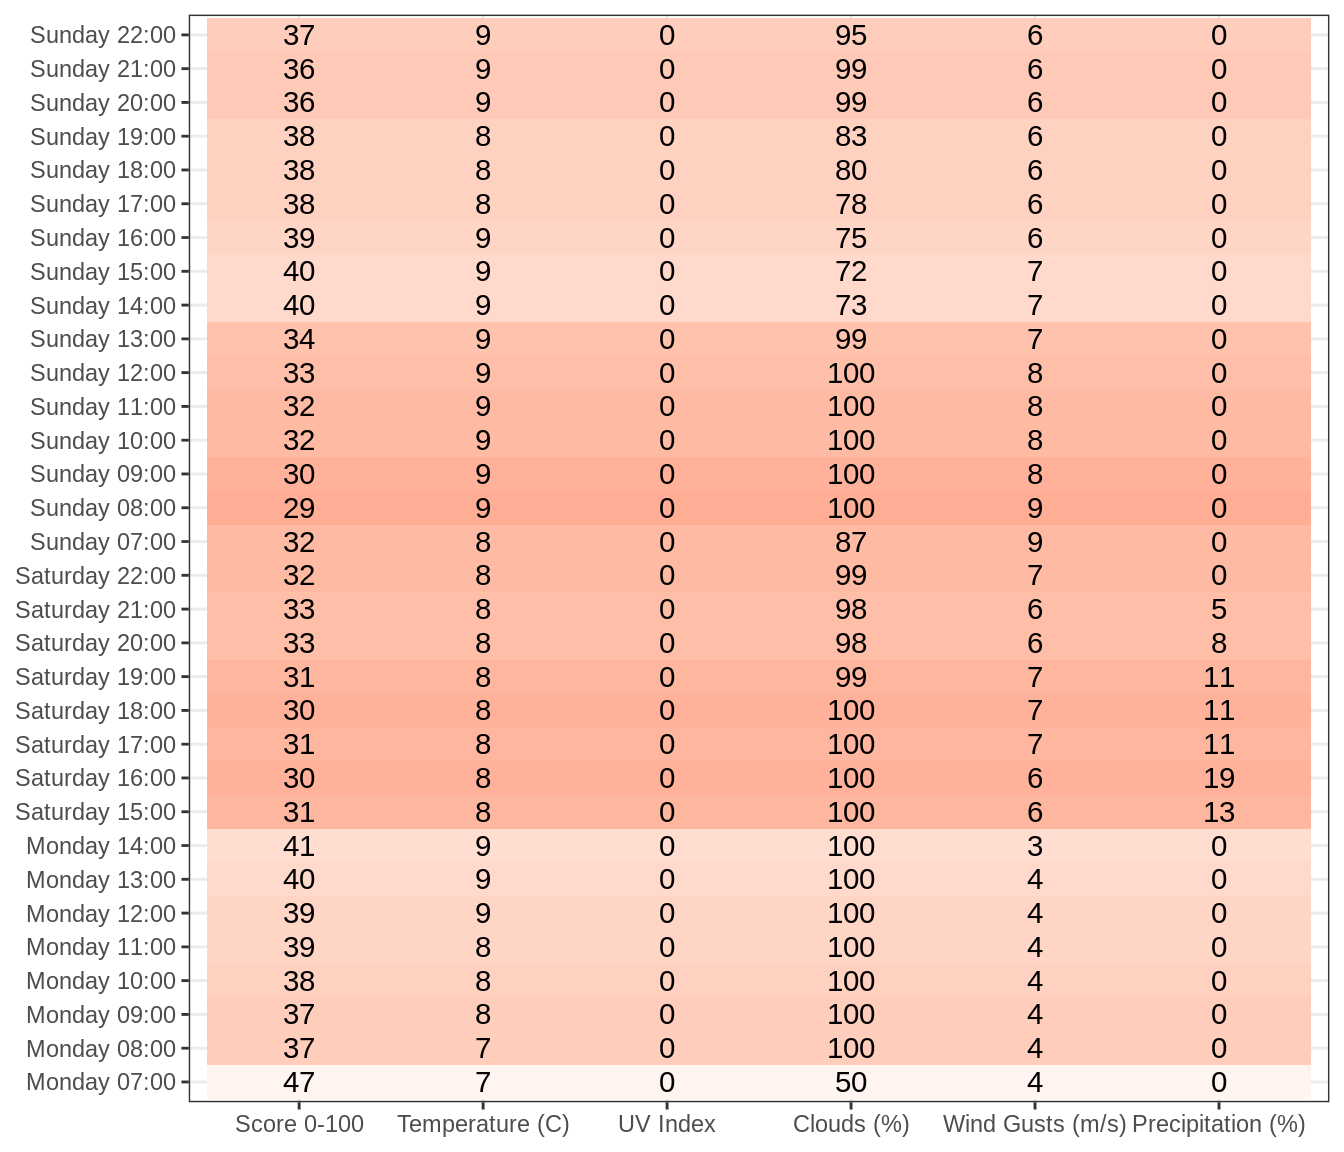 Sunday 22:00 37 9 0 95 6 0
Sunday 21:00 36 9 0 99 6 0
Sunday 20:00 36 9 0 99 6 0
Sunday 19:00 38 8 0 83 6 0
Sunday 18:00 38 8 0 80 6 0
Sunday 17:00 38 8 0 78 6 0
Sunday 16:00 39 9 0 75 6 0
Sunday 15:00 40 9 0 72 7 0
Sunday 14:00 40 9 0 73 7 0
Sunday 13:00 34 9 0 99 7 0
Sunday 12:00 33 9 0 100 8 0
Sunday 11:00 32 9 0 100 8 0
Sunday 10:00 32 9 0 100 8 0
Sunday 09:00 30 9 0 100 8 0
Sunday 08:00 29 9 0 100 9 0
Sunday 07:00 32 8 0 87 9 0
Saturday 22:00 32 8 0 99 7 0
Saturday 21:00 33 8 0 98 6 5
Saturday 20:00 33 8 0 98 6 8
Saturday 19:00 31 8 0 99 7 11
Saturday 18:00 30 8 0 100 7 11
Saturday 17:00 31 8 0 100 7 11
Saturday 16:00 30 8 0 100 6 19
Saturday 15:00 31 8 0 100 6 13
Monday 14:00 41 9 0 100 3 0
Monday 13:00 40 9 0 100 4 0
Monday 12:00 39 9 0 100 4 0
Monday 11:00 39 8 0 100 4 0
Monday 10:00 38 8 0 100 4 0
Monday 09:00 37 8 0 100 4 0
Monday 08:00 37 7 0 100 4 0
Monday 07:00 47 7 0 50 4 0
Score 0-100 Temperature (C) UV Index Clouds (%) Wind Gusts (m/s) Precipitation (%)